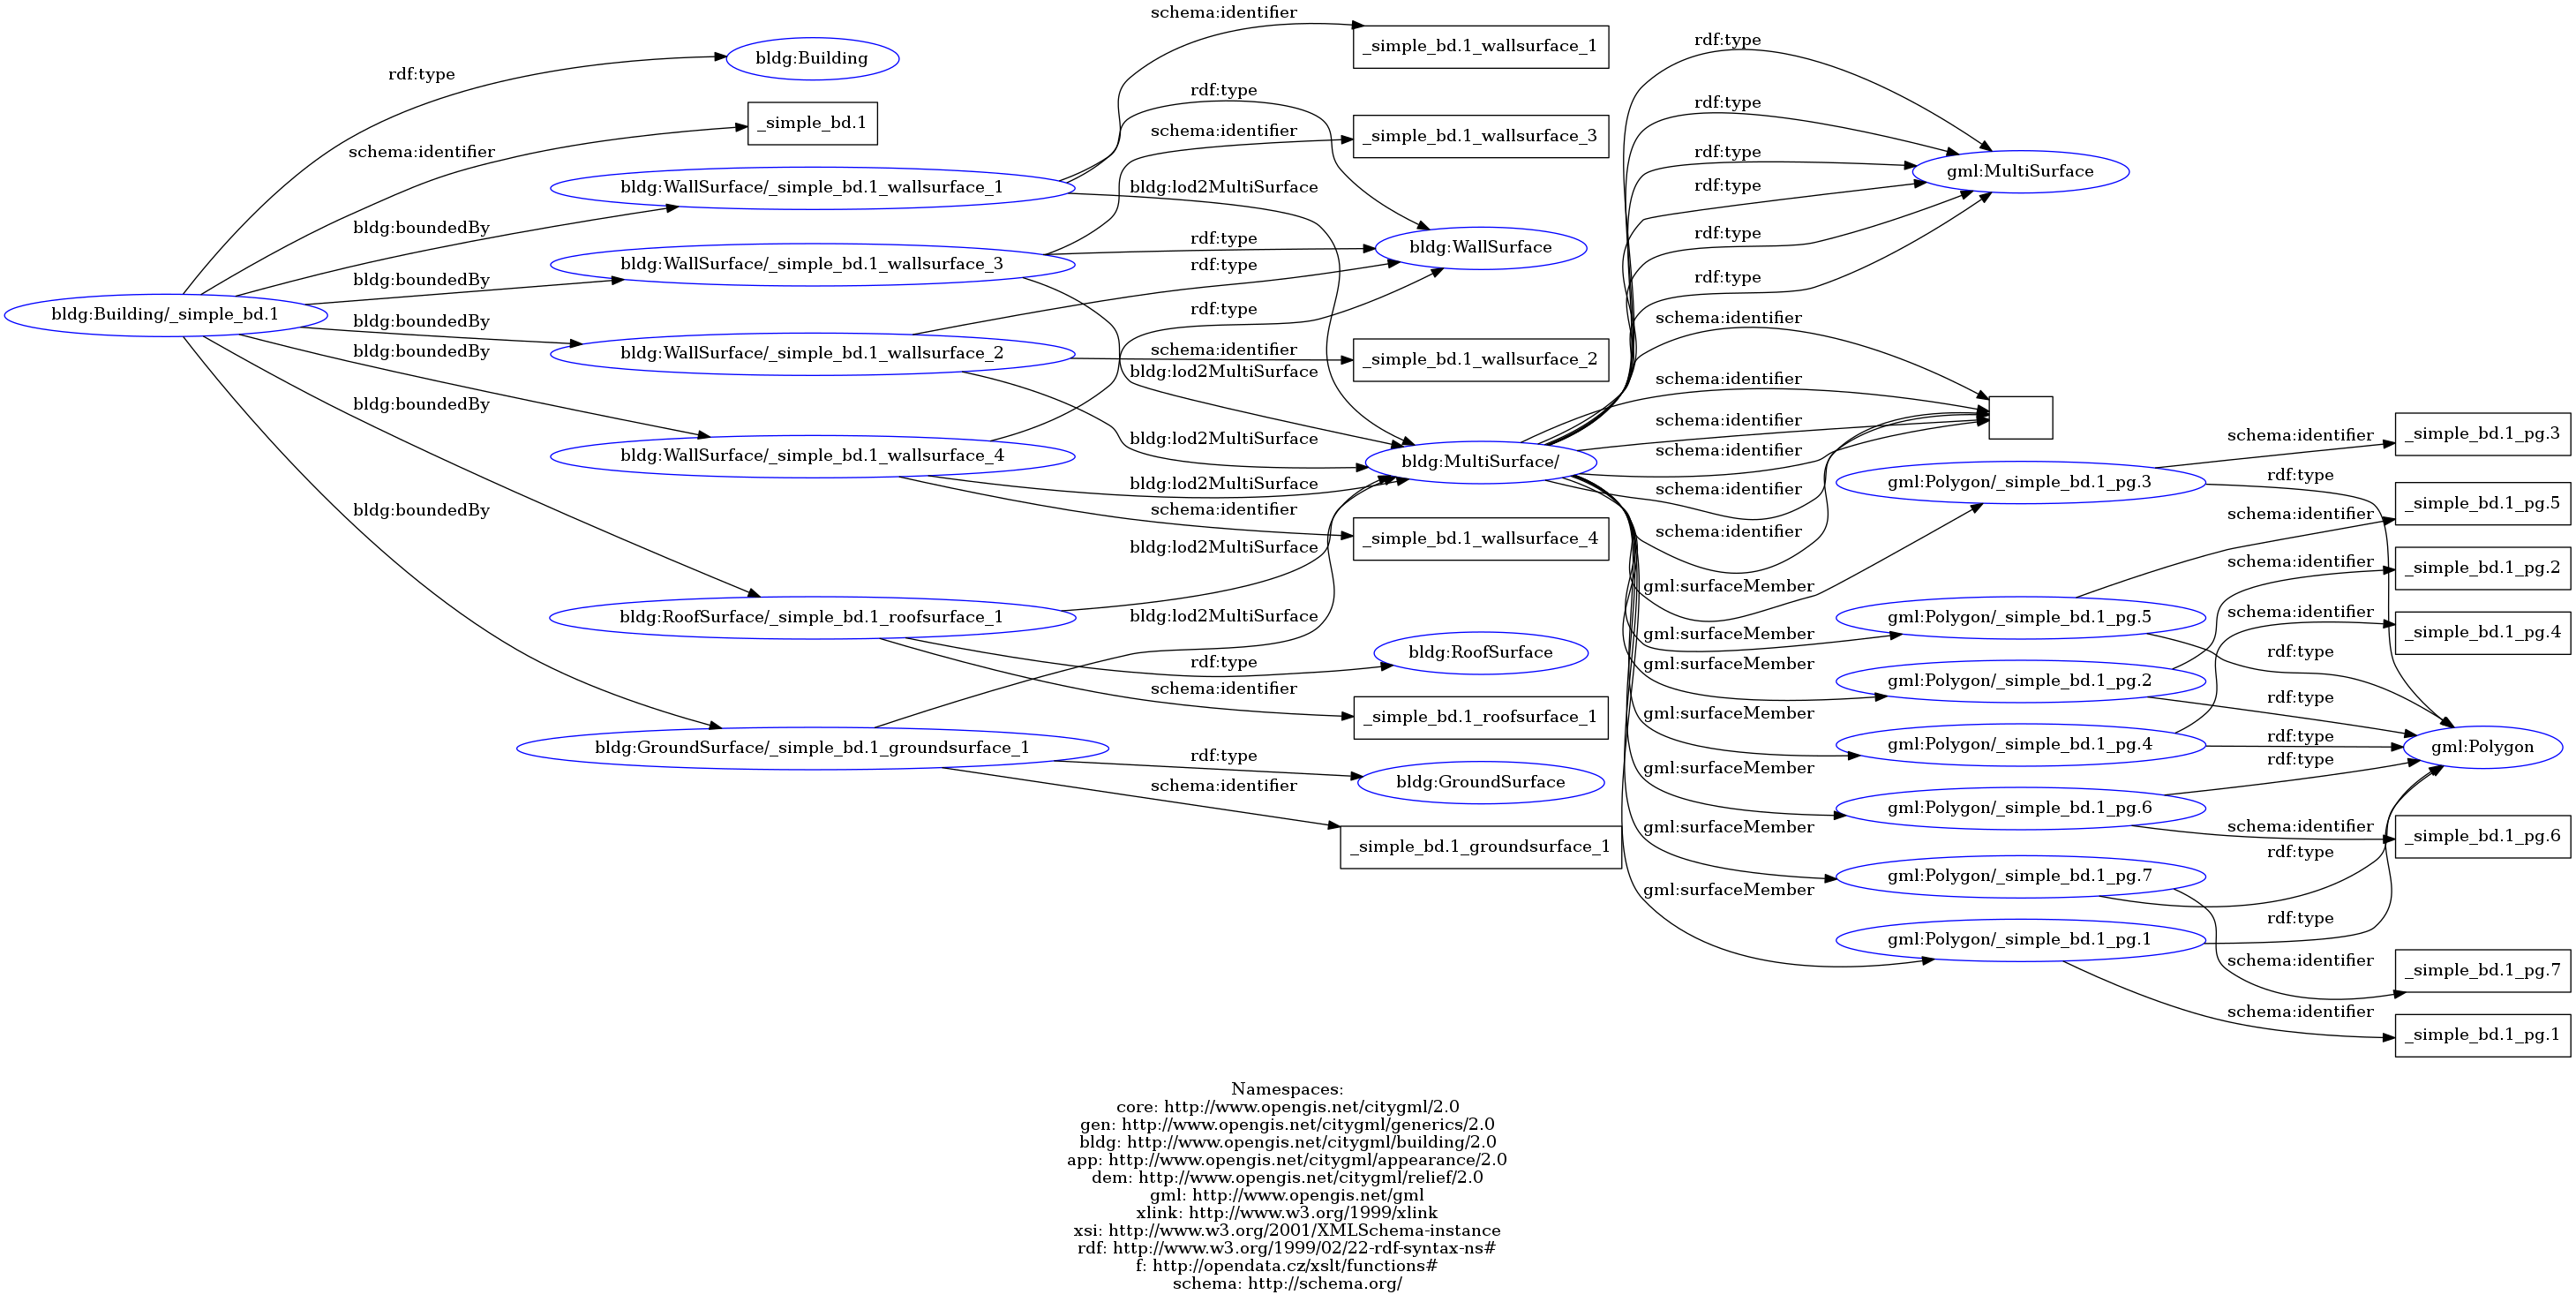 bldg:Building/_simple_bd.1
rdf:type
schema:identifier
bldg:boundedBy
bldg:boundedBy
bldg:boundedBy
bldg:boundedBy
bldg:boundedBy
bldg:boundedBy
bldg:Building
_simple_bd.1
bldg:WallSurface/_simple_bd.1_wallsurface_1
bldg:WallSurface/_simple_bd.1_wallsurface_3
bldg:WallSurface/_simple_bd.1_wallsurface_2
bldg:WallSurface/_simple_bd.1_wallsurface_4
bldg:RoofSurface/_simple_bd.1_roofsurface_1
bldg:GroundSurface/_simple_bd.1_groundsurface_1
schema:identifier
rdf:type
schema:identifier
bldg:lod2MultiSurface
rdf:type
rdf:type
rdf:type
schema:identifier
bldg:lod2MultiSurface
bldg:lod2MultiSurface
bldg:lod2MultiSurface
schema:identifier
bldg:lod2MultiSurface
bldg:lod2MultiSurface
rdf:type
schema:identifier
rdf:type
schema:identifier
_simple_bd.1_wallsurface_1
_simple_bd.1_wallsurface_3
bldg:WallSurface
_simple_bd.1_wallsurface_2
bldg:MultiSurface/
_simple_bd.1_wallsurface_4
bldg:RoofSurface
_simple_bd.1_roofsurface_1
bldg:GroundSurface
_simple_bd.1_groundsurface_1
rdf:type
rdf:type
rdf:type
rdf:type
rdf:type
rdf:type
schema:identifier
schema:identifier
schema:identifier
schema:identifier
schema:identifier
schema:identifier
gml:surfaceMember
gml:surfaceMember
gml:surfaceMember
gml:surfaceMember
gml:surfaceMember
gml:surfaceMember
gml:surfaceMember
gml:MultiSurface
gml:Polygon/_simple_bd.1_pg.3
gml:Polygon/_simple_bd.1_pg.5
gml:Polygon/_simple_bd.1_pg.2
gml:Polygon/_simple_bd.1_pg.4
gml:Polygon/_simple_bd.1_pg.6
gml:Polygon/_simple_bd.1_pg.7
gml:Polygon/_simple_bd.1_pg.1
schema:identifier
rdf:type
schema:identifier
schema:identifier
schema:identifier
rdf:type
rdf:type
rdf:type
rdf:type
schema:identifier
rdf:type
rdf:type
schema:identifier
schema:identifier
_simple_bd.1_pg.3
_simple_bd.1_pg.5
_simple_bd.1_pg.2
_simple_bd.1_pg.4
gml:Polygon
_simple_bd.1_pg.6
_simple_bd.1_pg.7
_simple_bd.1_pg.1
Namespaces:
core: http://www.opengis.net/citygml/2.0
gen: http://www.opengis.net/citygml/generics/2.0
bldg: http://www.opengis.net/citygml/building/2.0
app: http://www.opengis.net/citygml/appearance/2.0
dem: http://www.opengis.net/citygml/relief/2.0
gml: http://www.opengis.net/gml
xlink: http://www.w3.org/1999/xlink
xsi: http://www.w3.org/2001/XMLSchema-instance
rdf: http://www.w3.org/1999/02/22-rdf-syntax-ns#
f: http://opendata.cz/xslt/functions#
schema: http://schema.org/